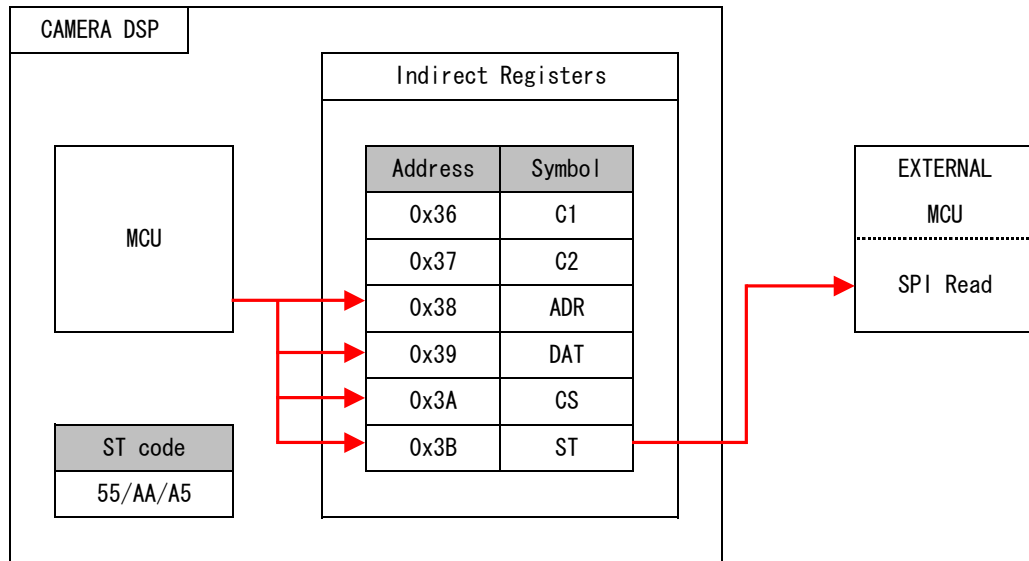 CAMERA DSP
Indirect Registers
MCU
Address Symbol
0x36 C1
0x37 C2
0x38 ADR
0x39 DAT
0x3A CS
0x3B ST
ST code
55/AA/A5
EXTERNAL
MCU
SPI Read